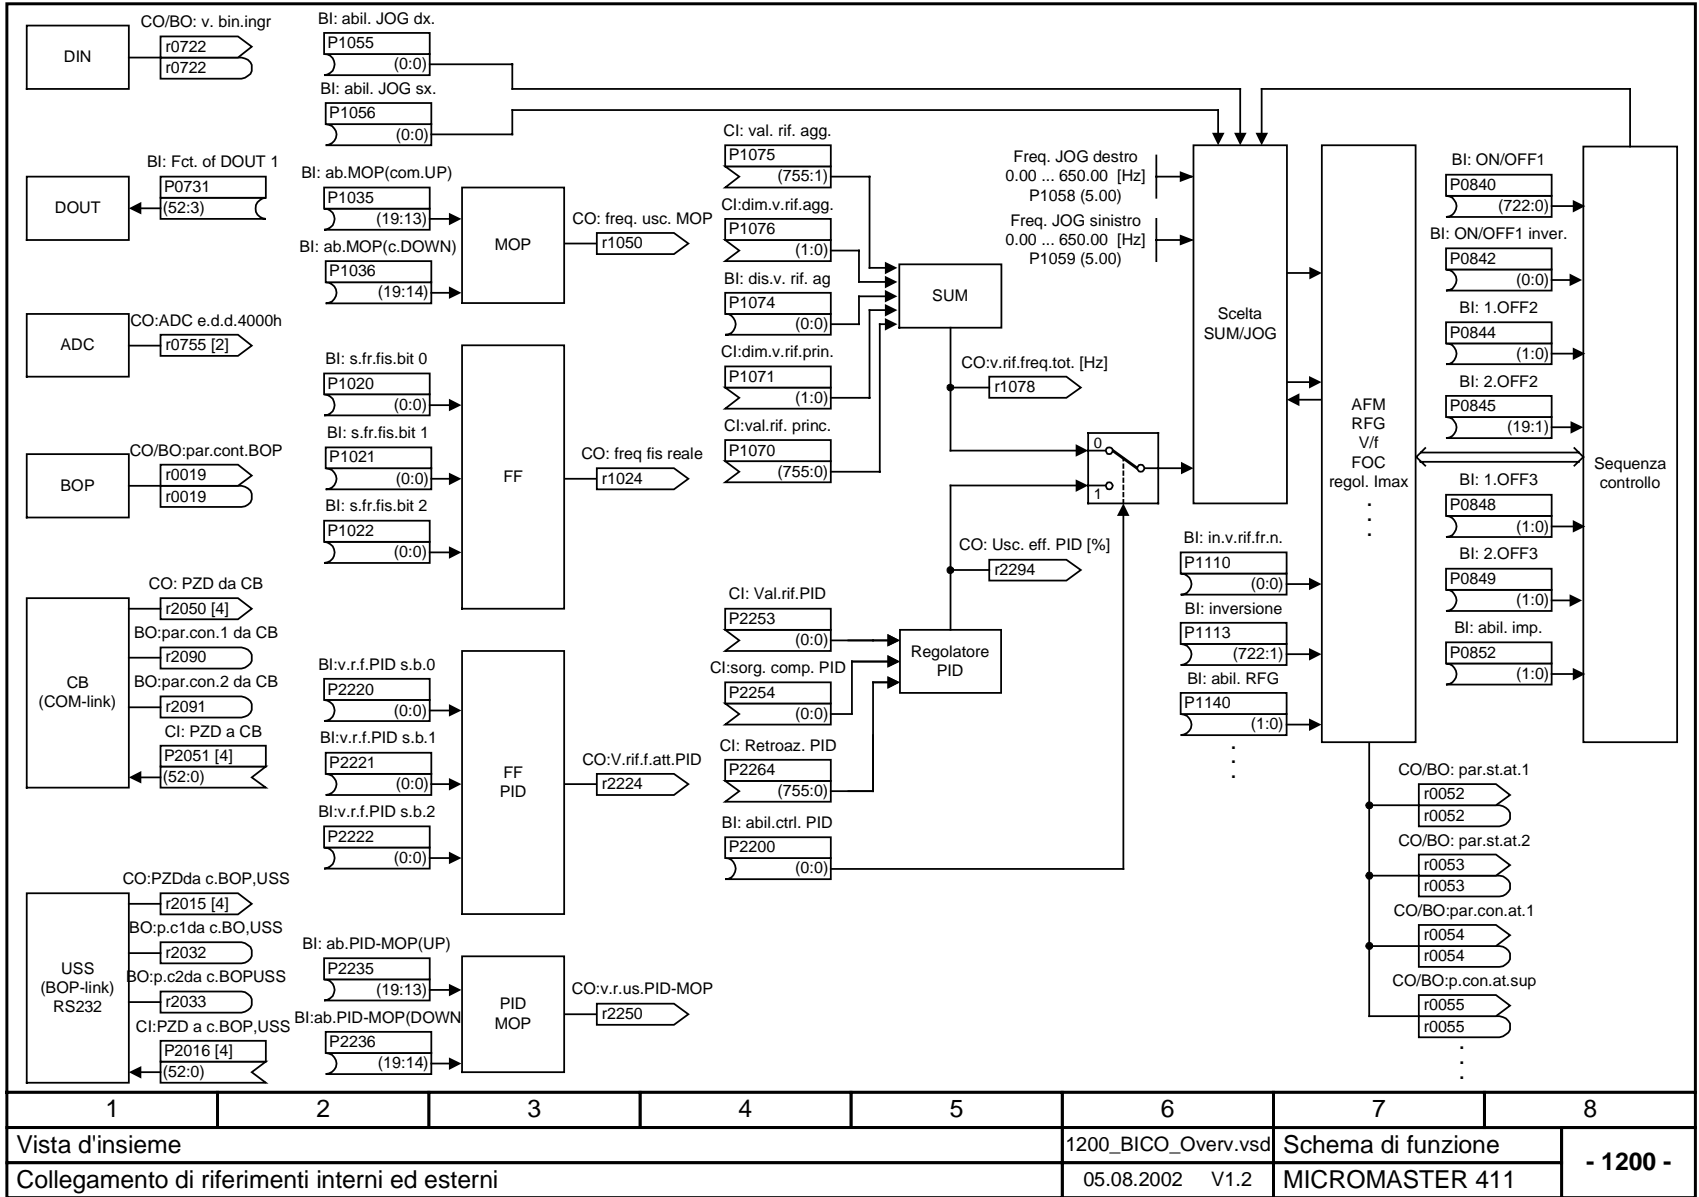 DIN
CO/BO: v. bin.ingr
r0722
r0722
DOUT
BI: Fct. of DOUT 1
P0731
(52:3)
ADC
CO:ADC e.d.d.4000h
r0755 [2]
BOP
CO/BO:par.cont.BOP
r0019
r0019
CB
(COM-link)
CO: PZD da CB
r2050 [4]
BO:par.con.1 da CB
r2090
BO:par.con.2 da CB
r2091
CI: PZD a CB
P2051 [4]
(52:0)
USS
(BOP-link)
RS232
CO:PZDda c.BOP,USS
r2015 [4]
BO:p.c1da c.BO,USS
r2032
BO:p.c2da c.BOPUSS
r2033
CI:PZD a c.BOP,USS
P2016 [4]
(52:0)
BI: abil. JOG dx.
P1055
(0:0)
BI: abil. JOG sx.
P1056
(0:0)
BI: ab.MOP(com.UP)
P1035
(19:13)
BI: ab.MOP(c.DOWN)
P1036
(19:14)
MOP
CO: freq. usc. MOP
r1050
BI: s.fr.fis.bit 0
P1020
(0:0)
BI: s.fr.fis.bit 1
P1021
(0:0)
BI: s.fr.fis.bit 2
P1022
(0:0)
FF
CO: freq fis reale
r1024
BI:v.r.f.PID s.b.0
P2220
(0:0)
BI:v.r.f.PID s.b.1
P2221
(0:0)
BI:v.r.f.PID s.b.2
P2222
(0:0)
FF
PID
CO:V.rif.f.att.PID
r2224
BI: ab.PID-MOP(UP)
P2235
(19:13)
BI:ab.PID-MOP(DOWN
P2236
(19:14)
PID
MOP
CO:v.r.us.PID-MOP
r2250
CI: val. rif. agg.
P1075
(755:1)
CI:dim.v.rif.agg.
P1076
(1:0)
BI: dis.v. rif. ag
P1074
(0:0)
CI:dim.v.rif.prin.
P1071
(1:0)
CI:val.rif. princ.
P1070
(755:0)
SUM
CO:v.rif.freq.tot. [Hz]
r1078
0
1
CO: Usc. eff. PID [%]
r2294
CI: Val.rif.PID
P2253
(0:0)
CI:sorg. comp. PID
P2254
(0:0)
CI: Retroaz. PID
P2264
(755:0)
BI: abil.ctrl. PID
P2200
(0:0)
Regolatore
PID
Freq. JOG destro
0.00 ... 650.00 [Hz]
P1058 (5.00)
Freq. JOG sinistro
0.00 ... 650.00 [Hz]
P1059 (5.00)
Scelta
SUM/JOG
BI: in.v.rif.fr.n.
P1110
(0:0)
BI: inversione
P1113
(722:1)
BI: abil. RFG
P1140
(1:0)
.
.
.
AFM
RFG
V/f
FOC
regol. Imax
.
.
.
BI: ON/OFF1
P0840
(722:0)
BI: ON/OFF1 inver.
P0842
(0:0)
BI: 1.OFF2
P0844
(1:0)
BI: 2.OFF2
P0845
(19:1)
BI: 1.OFF3
P0848
(1:0)
BI: 2.OFF3
P0849
(1:0)
BI: abil. imp.
P0852
(1:0)
Sequenza
controllo
CO/BO: par.st.at.1
r0052
r0052
CO/BO: par.st.at.2
r0053
r0053
CO/BO:par.con.at.1
r0054
r0054
CO/BO:p.con.at.sup
r0055
r0055
.
.
.
1 2 3 4 5 6 7 8
Vista d'insieme
1200_BICO_Overv.vsd
Schema di funzione
- 1200 -
Collegamento di riferimenti interni ed esterni
05.08.2002 V1.2
MICROMASTER 411